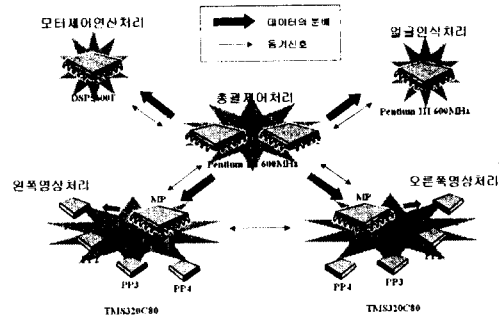 모터제어연산처리
데이터의 분배
동기신호
얼굴인식처리
총괄제어처리
Pentium III 600MHz
Pentium III 600MHz
왼쪽영상처리
오른쪽영상처리
MP
MP
PP3
PP4
PP4
PP3
TMS320C80
TMS320C80